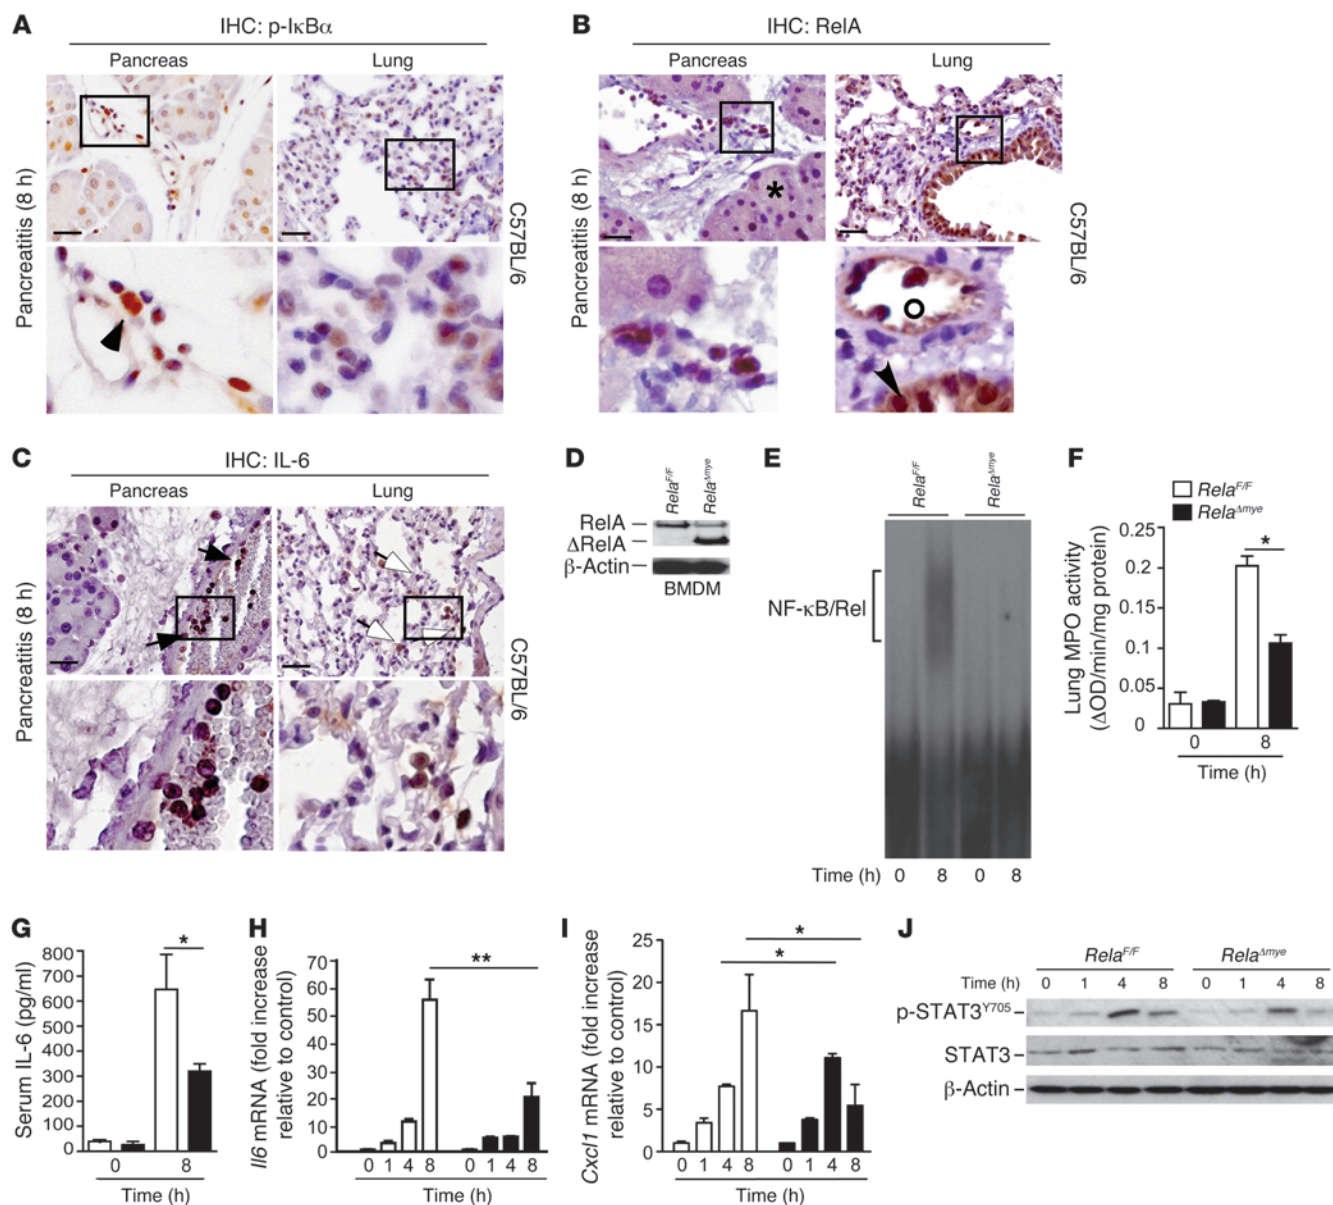 A
IHC: p-IκBα
Pancreas Lung
Pancreatitis (8 h)
C57BL/6
B
IHC: RelA
Pancreas Lung
*
Pancreatitis (8 h)
C57BL/6
C
IHC: IL-6
Pancreas Lung
Pancreatitis (8 h)
C57BL/6
D
Rela^F/F Rela^Δmye
RelA
ΔRelA
β-Actin
BMDM
E
Rela^F/F Rela^Δmye
NF-κB/Rel
Time (h) 0 8 0 8
F
Rela^F/F
Rela^Δmye
Lung MPO activity
(ΔOD/min/mg protein)
0.25
0.20
0.15
0.1
0.05
0
*
0 8
Time (h)
G
Serum IL-6 (pg/ml)
800
700
600
500
400
300
200
100
0
*
0 8
Time (h)
H
Il6 mRNA (fold increase
relative to control)
70
60
50
40
30
20
10
0
**
0 1 4 8 0 1 4 8
Time (h)
I
Cxcl1 mRNA (fold increase
relative to control)
25
20
15
10
5
0
*
*
0 1 4 8 0 1 4 8
Time (h)
J
Rela^F/F Rela^Δmye
Time (h) 0 1 4 8 0 1 4 8
p-STAT3^Y705
STAT3
β-Actin